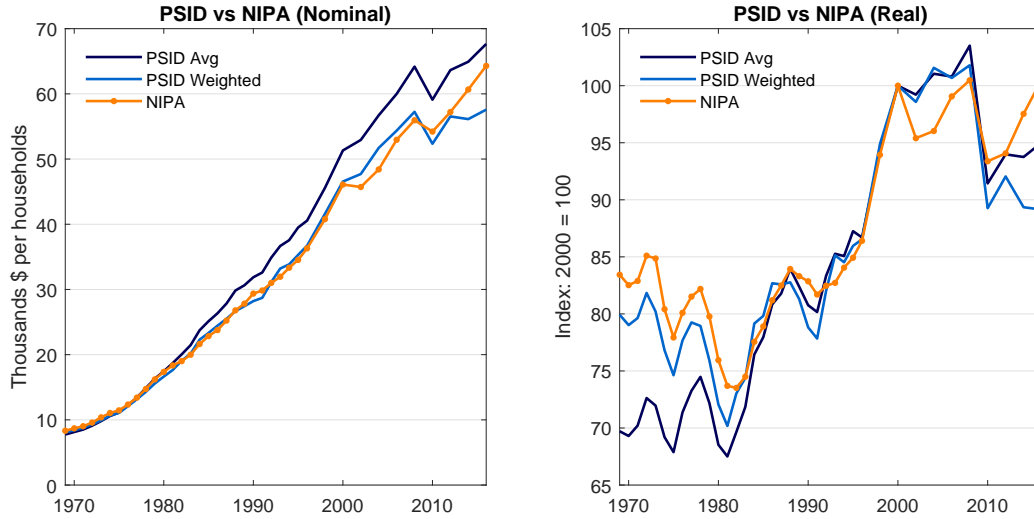 PSID vs NIPA (Nominal)
Thousands $ per households
70
60
50
40
30
20
10
0
PSID Avg
PSID Weighted
NIPA
1970 1980 1990 2000 2010
PSID vs NIPA (Real)
Index: 2000 = 100
105
100
95
90
85
80
75
70
65
PSID Avg
PSID Weighted
NIPA
1970 1980 1990 2000 2010